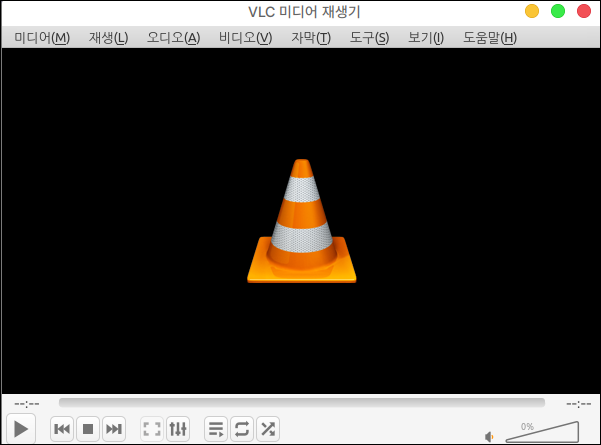 VLC 미디어 재생기
미디어(M) 재생(L) 오디오(A) 비디오(V) 자막(T) 도구(S) 보기(I) 도움말(H)
--:-- --:--
0%